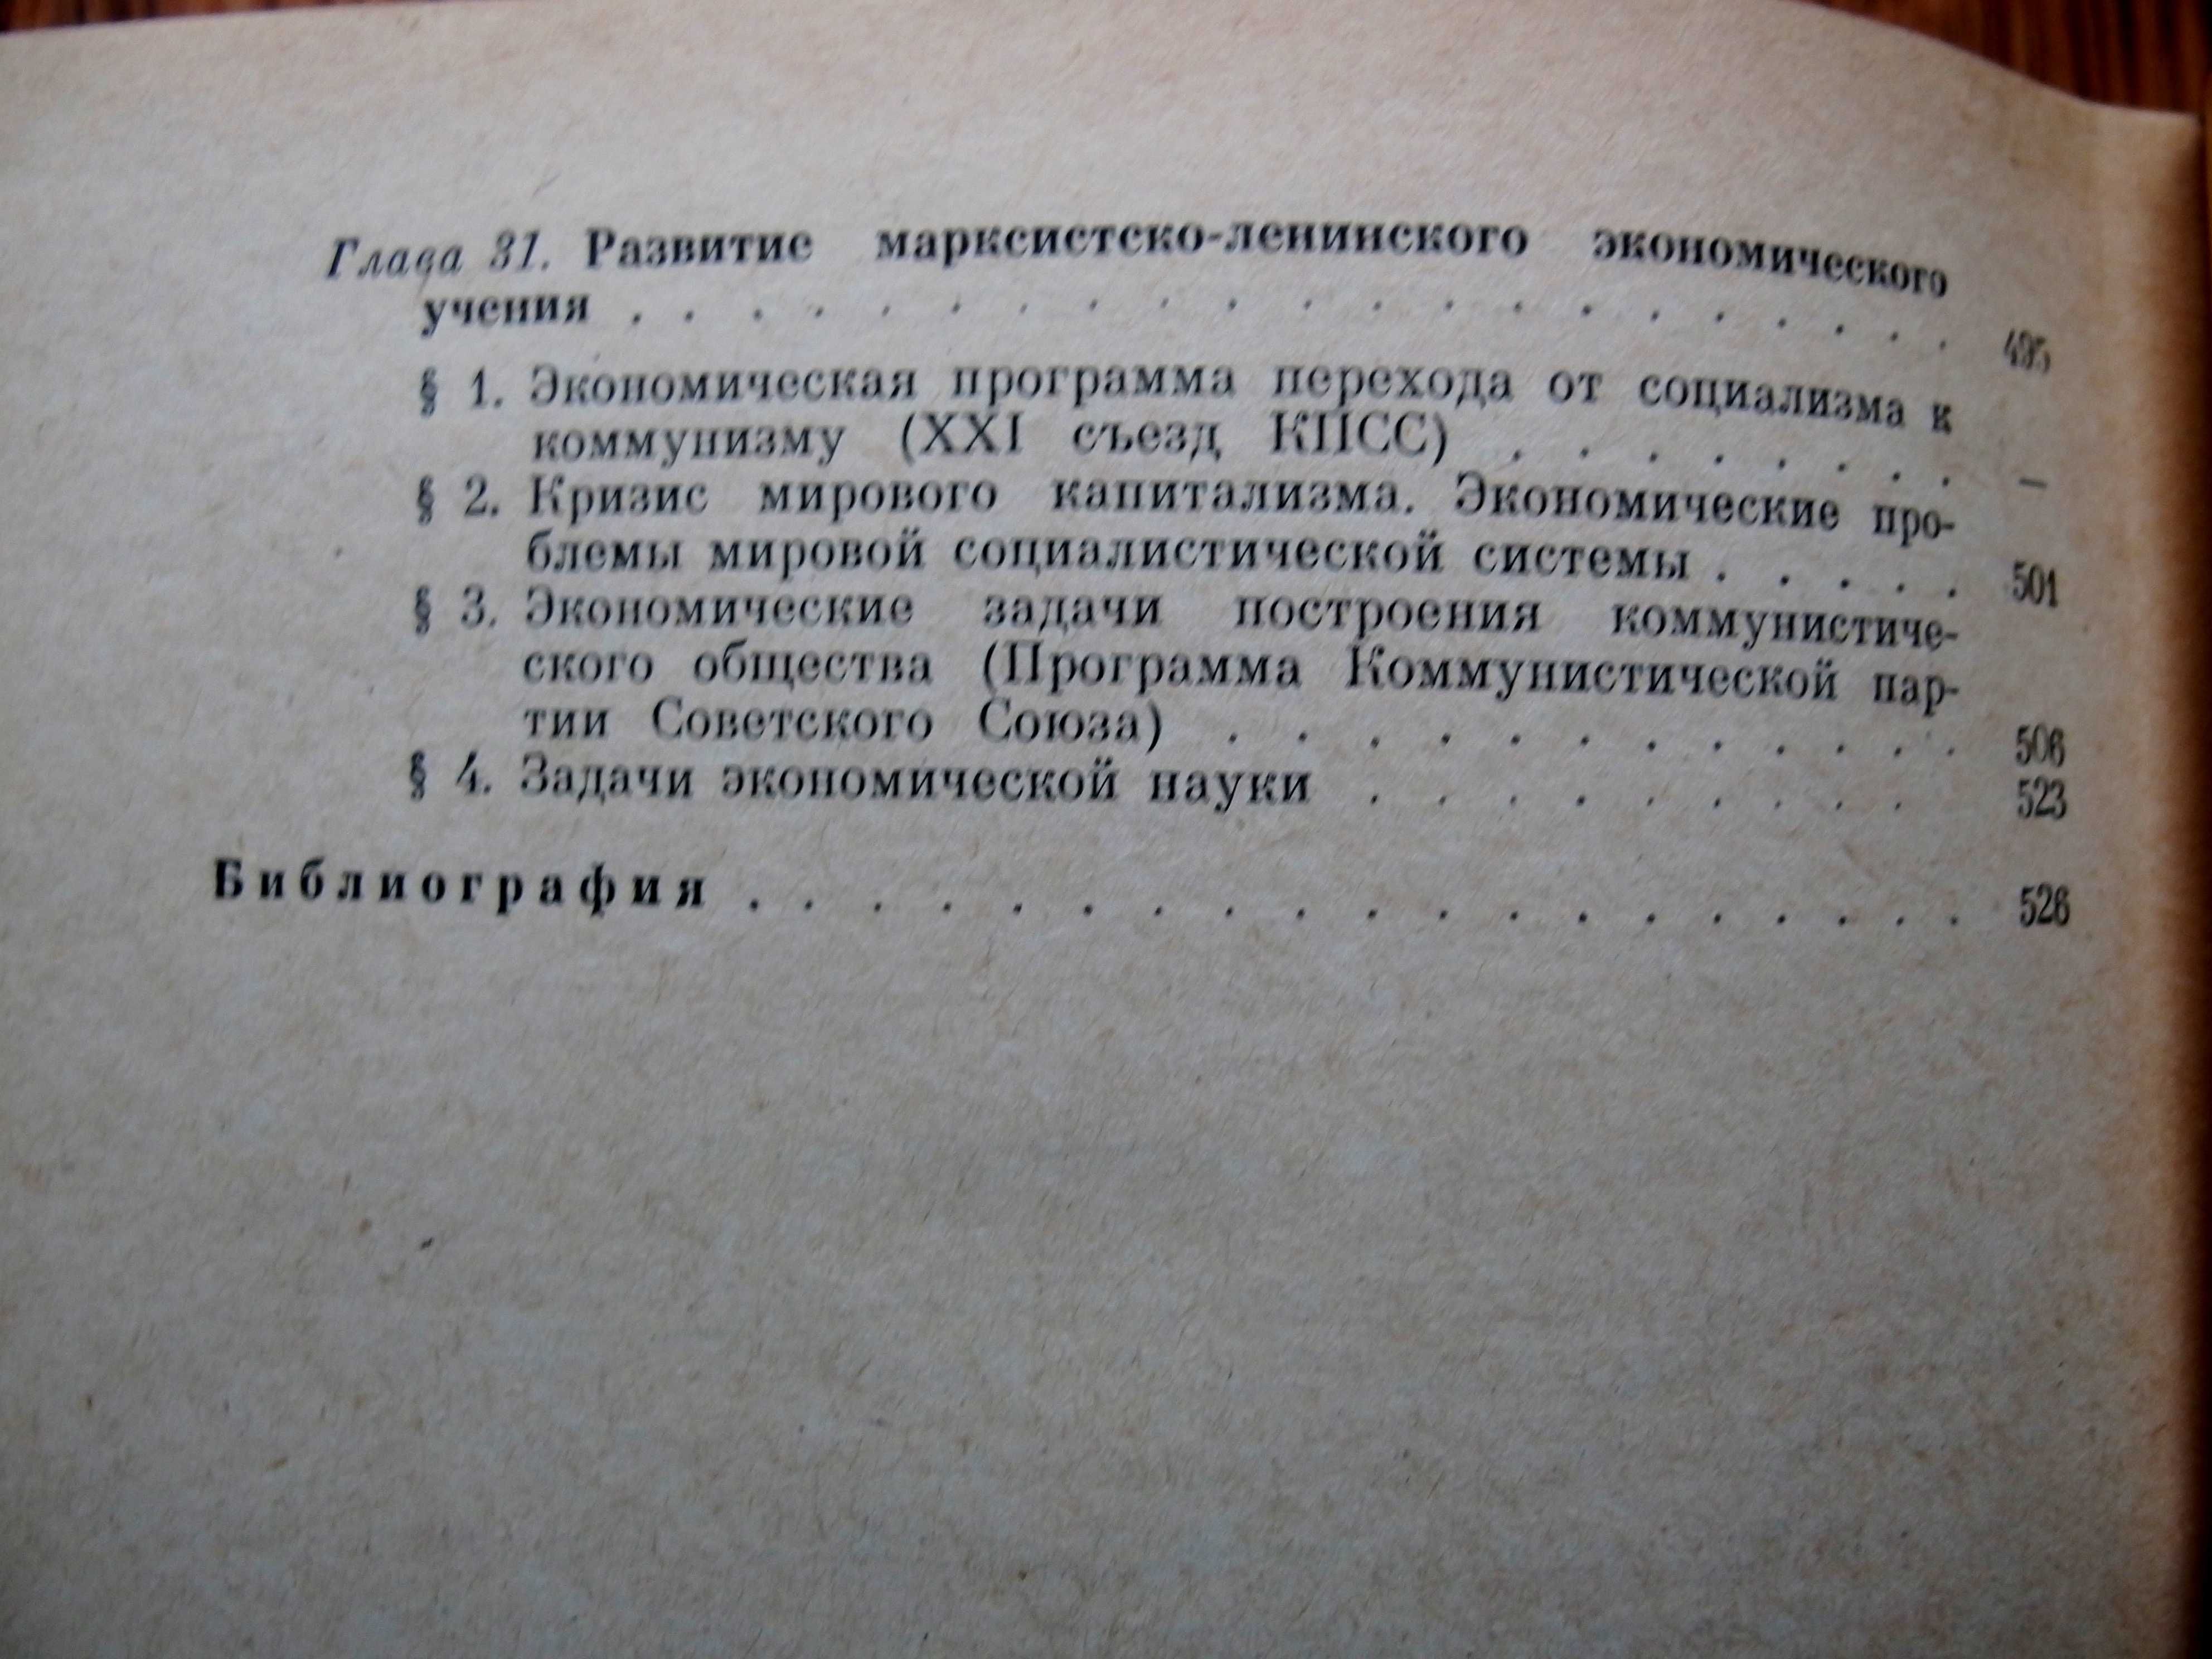 Глава 31. Развитие марксистско-ленинского экономического
учения . . . . . . . . . . . . . . . . . . . . 495
§ 1. Экономическая программа перехода от социализма к
коммунизму (XXI съезд КПСС) . . . . . . . —
§ 2. Кризис мирового капитализма. Экономические про-
блемы мировой социалистической системы . . . . . 501
§ 3. Экономические задачи построения коммунистиче-
ского общества (Программа Коммунистической пар-
тии Советского Союза) . . . . . . . . . . . 506
§ 4. Задачи экономической науки . . . . . . . . . 523
Библиография . . . . . . . . . . . . . . . . . . 526